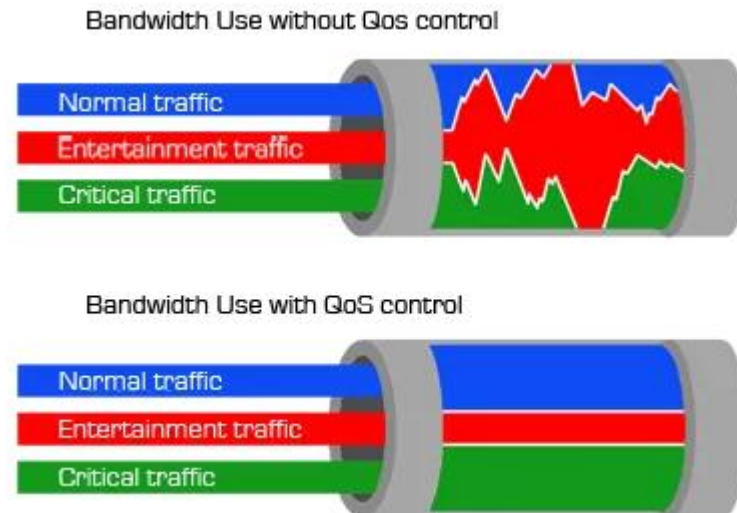 Bandwidth Use without Qos control
Normal traffic
Entertainment traffic
Critical traffic
Bandwidth Use with QoS control
Normal traffic
Entertainment traffic
Critical traffic